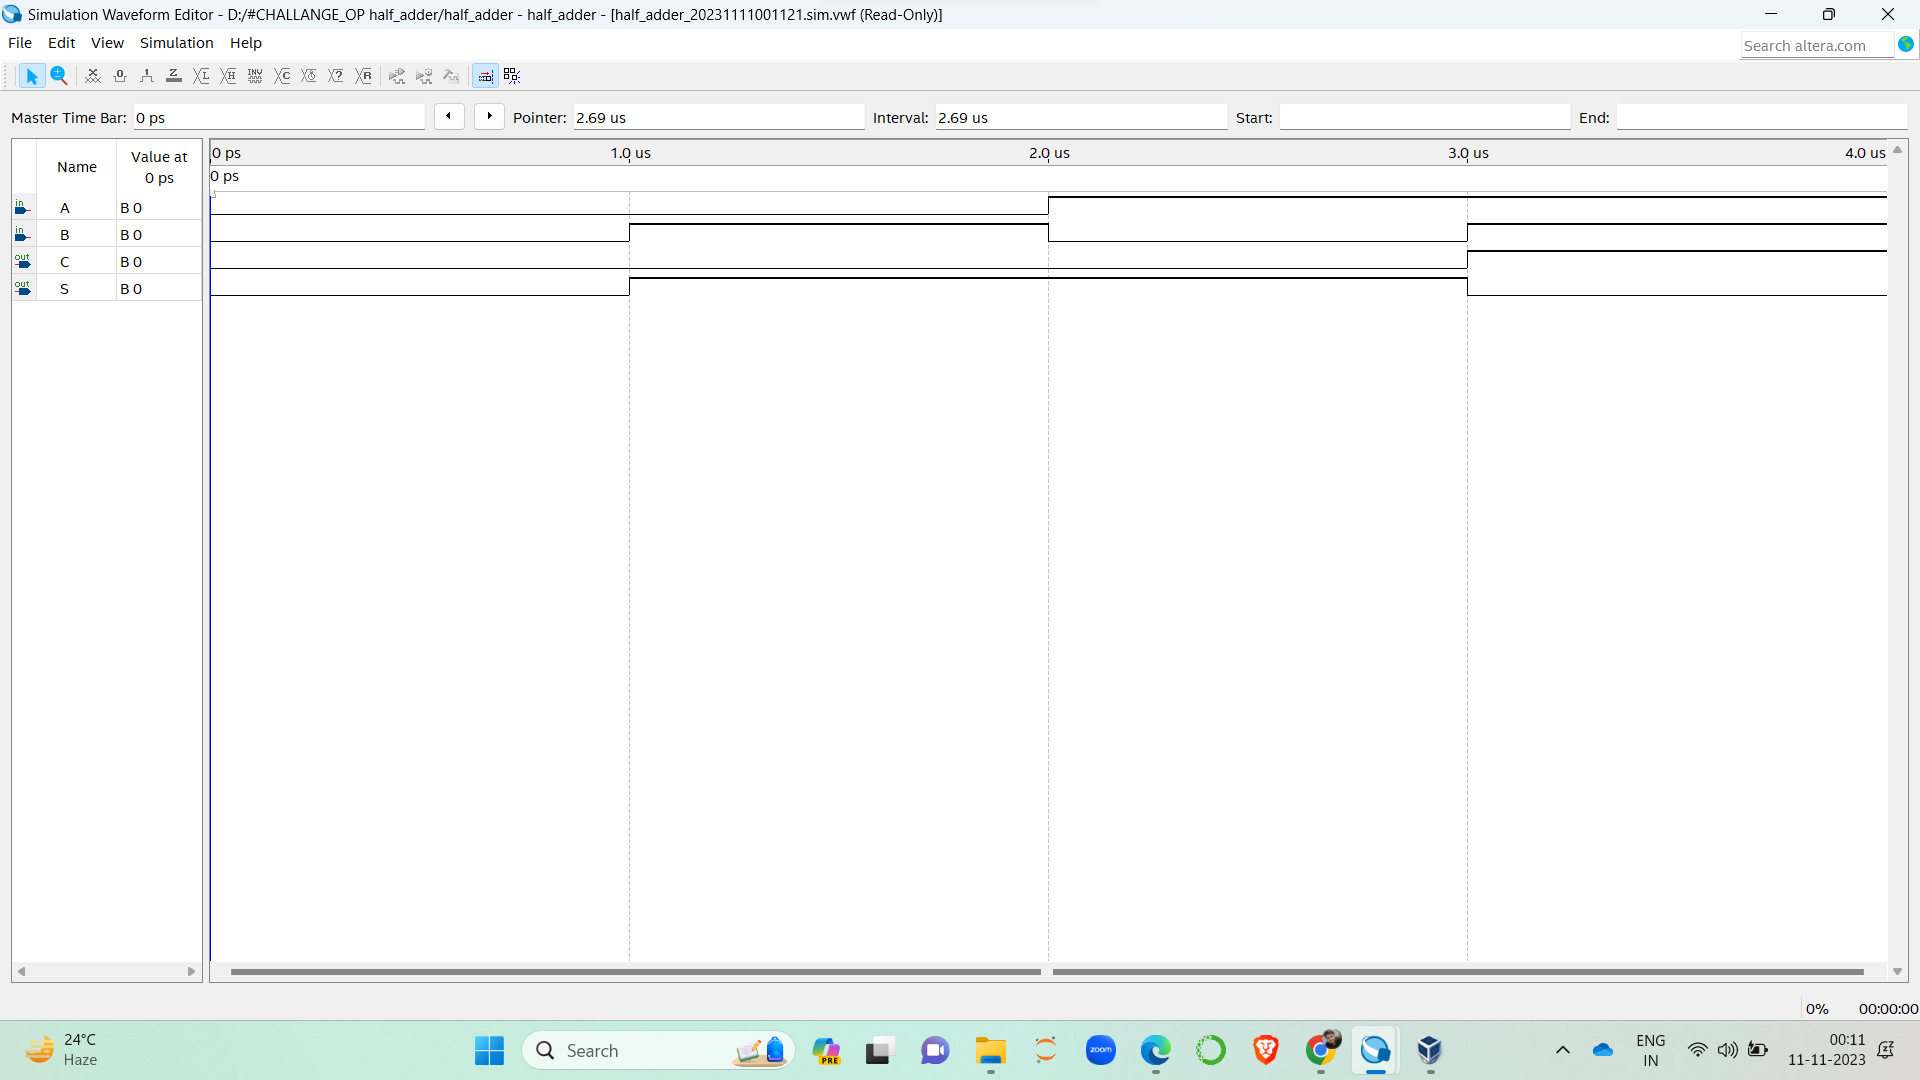 Simulation Waveform Editor - D:/#CHALLANGE_OP half_adder/half_adder - half_adder - [half_adder_20231111001121.sim.vwf (Read-Only)]
File Edit View Simulation Help
Search altera.com
Master Time Bar: 0 ps Pointer: 2.69 us Interval: 2.69 us Start: End:
Name Value at 0 ps
0 ps 1.0 us 2.0 us 3.0 us 4.0 us
0 ps
in A B 0
in B B 0
out C B 0
out S B 0
0% 00:00:00
24°C
Haze
Search
PRE
zoom
ENG
IN
00:11
11-11-2023